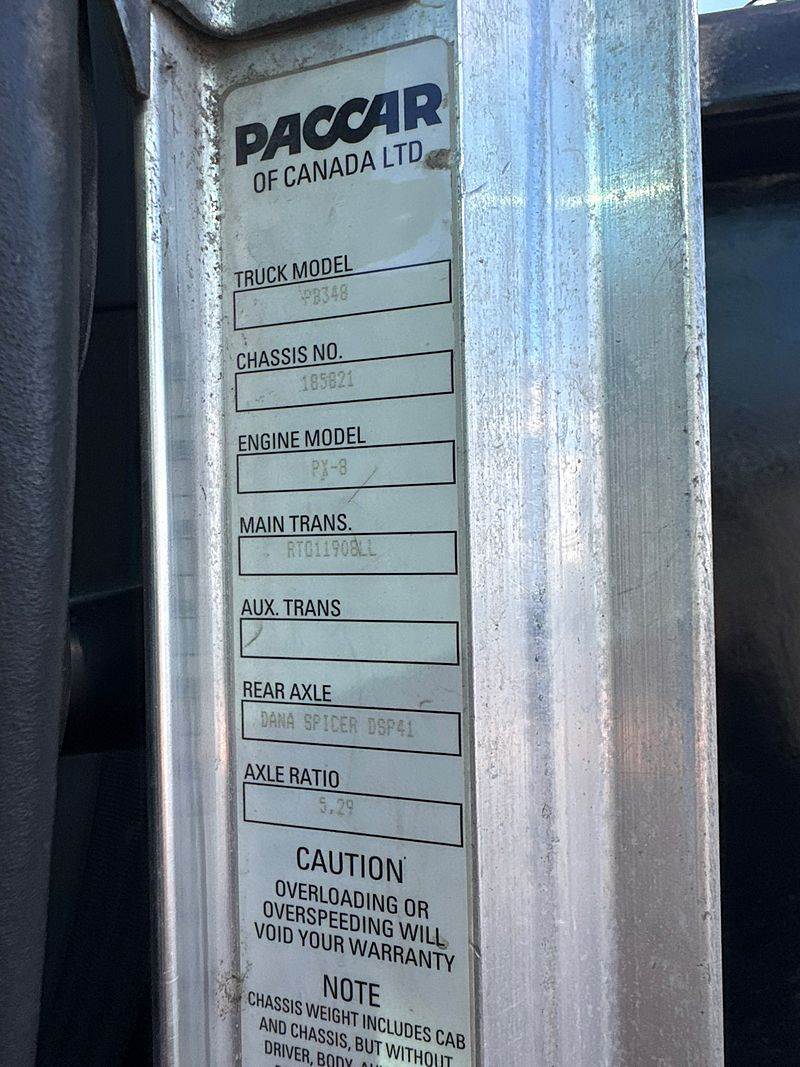 PACCAR
OF CANADA LTD
TRUCK MODEL
PB348
CHASSIS NO.
185821
ENGINE MODEL
PX-8
MAIN TRANS.
RTO11908LL
AUX. TRANS
REAR AXLE
DANA SPICER DSP41
AXLE RATIO
5.29
CAUTION
OVERLOADING OR
OVERSPEEDING WILL
VOID YOUR WARRANTY
NOTE
CHASSIS WEIGHT INCLUDES CAB
AND CHASSIS, BUT WITHOUT
DRIVER, BODY,